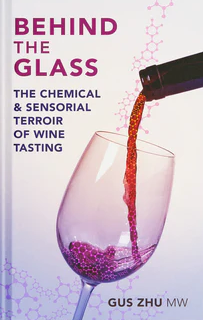 BEHIND
THE
GLASS
THE CHEMICAL
& SENSORIAL
TERROIR
OF WINE
TASTING
GUS ZHU MW